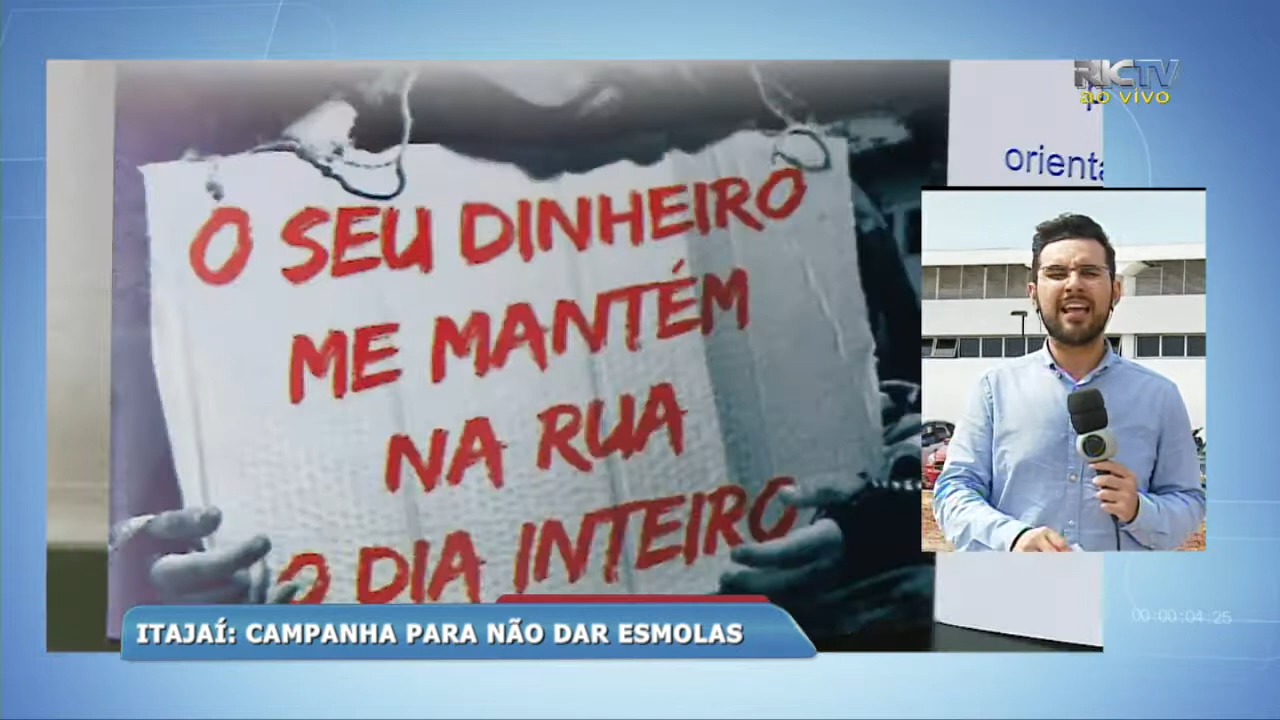 RICTV
ao vivo
orienta
O SEU DINHEIRO
ME MANTÉM
NA RUA
O DIA INTEIRO
ITAJAÍ: CAMPANHA PARA NÃO DAR ESMOLAS
00:00:04:25